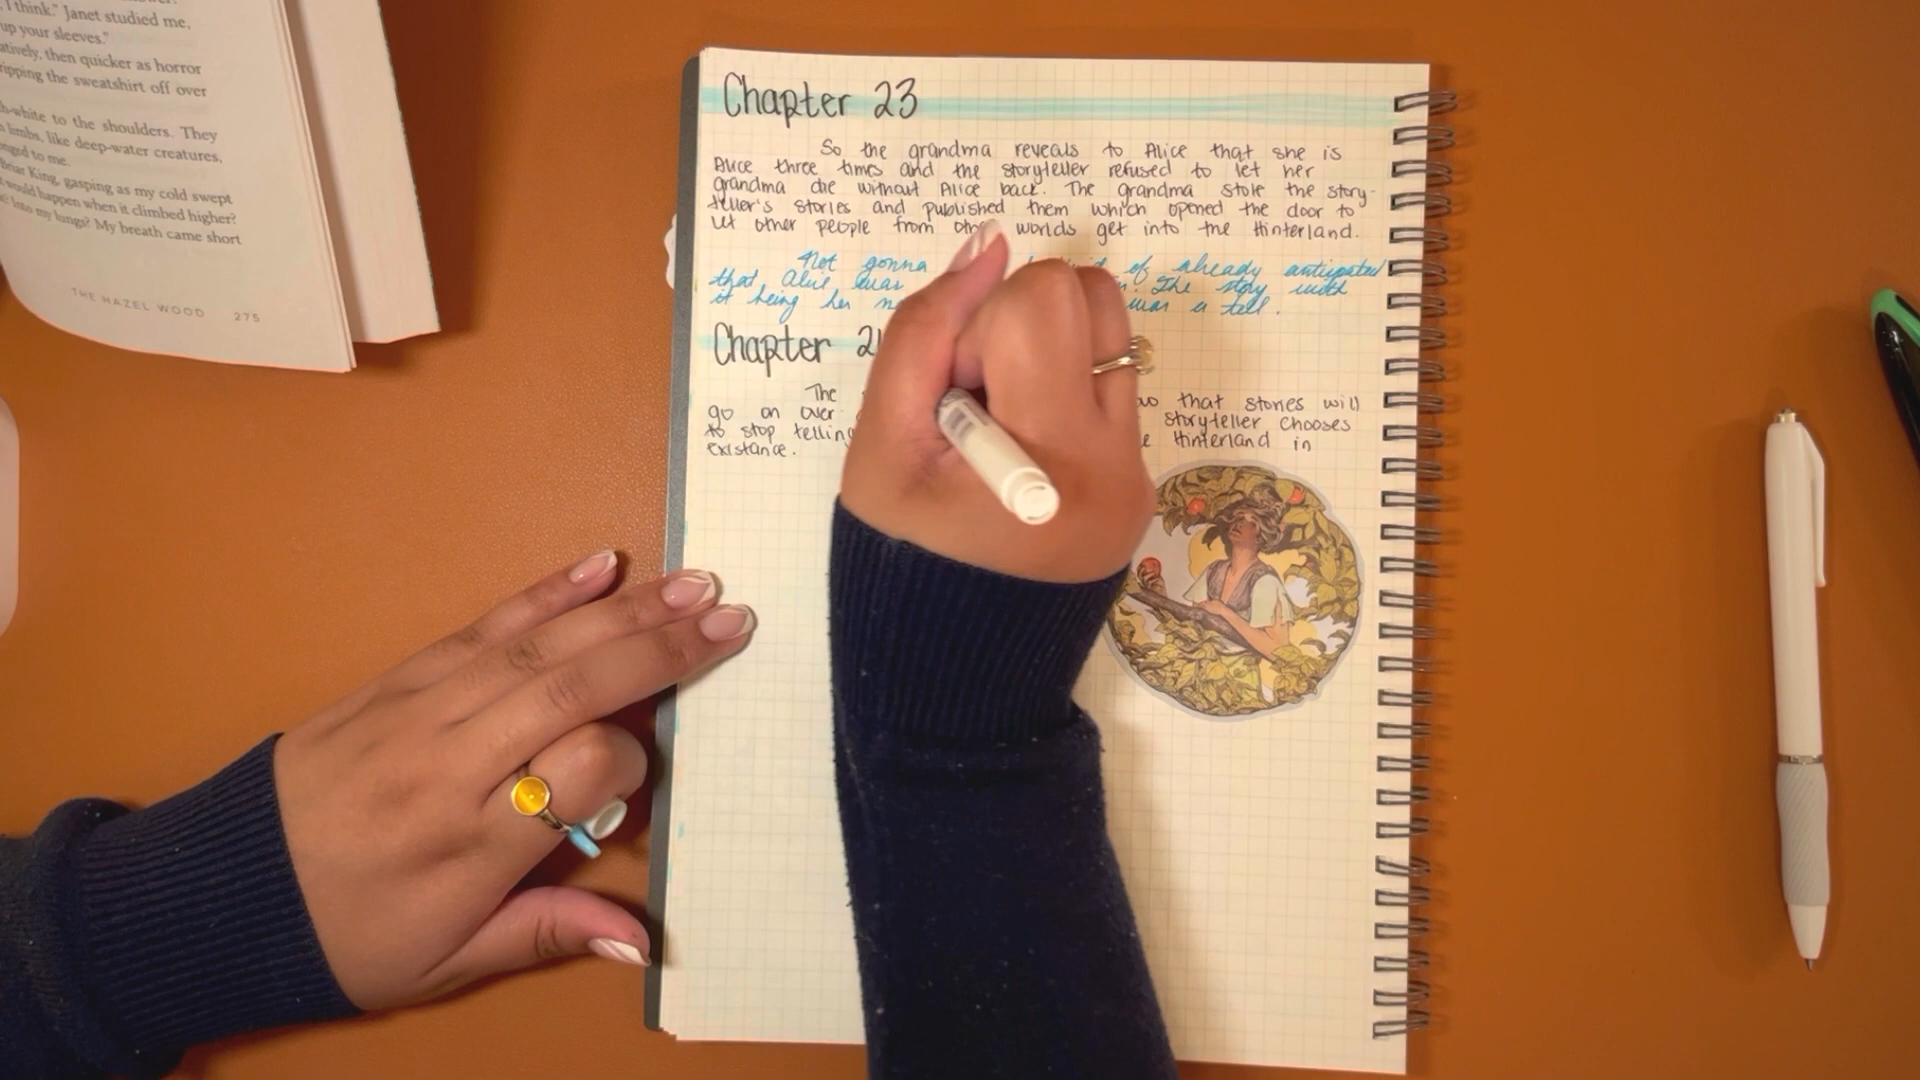 I think." Janet studied me,
up your sleeves."
then quicker as horror
ripping the sweatshirt off over
to the shoulders. They
limbs, like deep-water creatures,
to me.
Briar King, gasping as my cold swept
would happen when it climbed higher?
Into my lungs? My breath came short
THE HAZEL WOOD 275
Chapter 23
So the grandma reveals to Alice that she is
Alice three times and the storyteller refused to let her
grandma die without Alice back. The grandma stole the story-
teller's stories and published them which opened the door to
let other people from worlds get into the Hinterland.
Not gonna of already anticipated
that Alice was The story with
it being her was a tell.
Chapter
The that stories will
go on over storyteller chooses
to stop telling Hinterland in
existance.